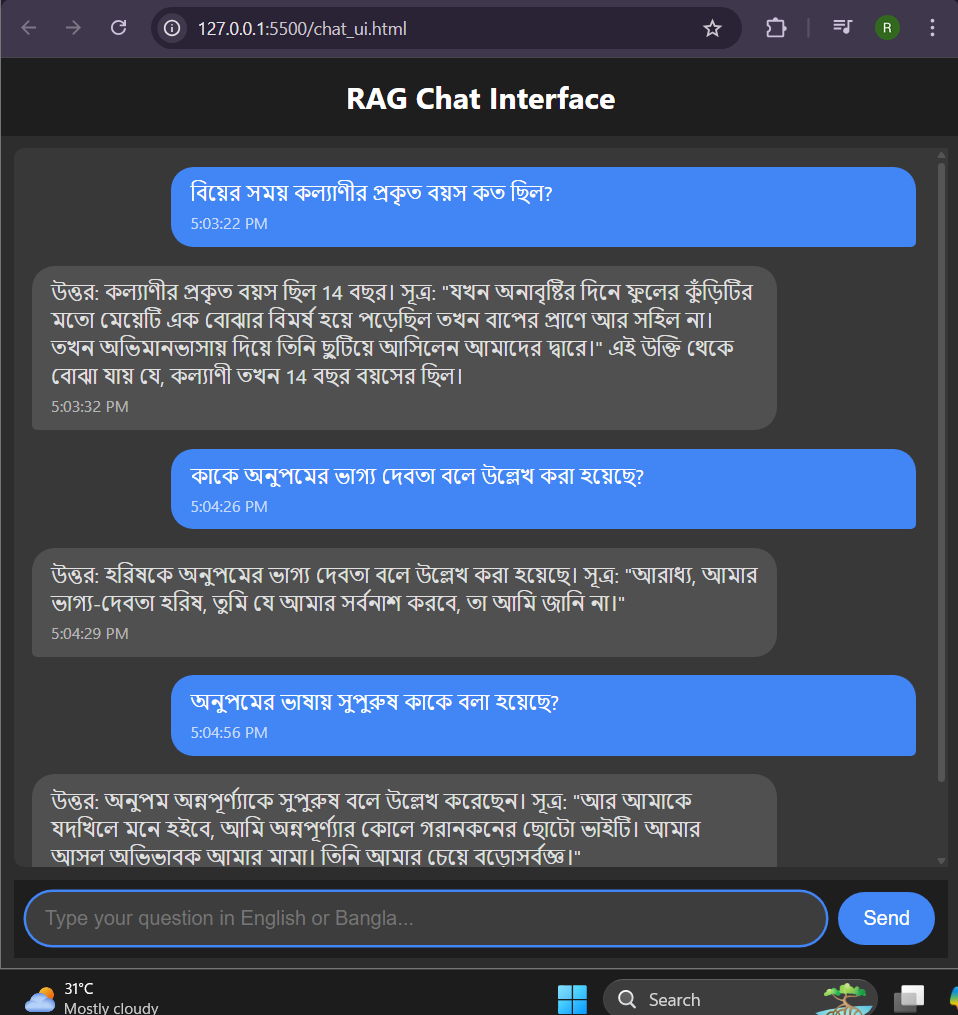 127.0.0.1:5500/chat_ui.html
R
RAG Chat Interface
বিয়ের সময় কল্যাণীর প্রকৃত বয়স কত ছিল?
5:03:22 PM
উত্তর: কল্যাণীর প্রকৃত বয়স ছিল 14 বছর। সূত্র: "যখন অনাবৃষ্টির দিনে ফুলের কুঁড়িটির
মতো মেয়েটি এক বোঝার বিমর্ষ হয়ে পড়েছিল তখন বাপের প্রাণে আর সহিল না।
তখন অভিমানভাসায় দিয়ে তিনি ছুটিয়ে আসিলেন আমাদের দ্বারে।" এই উক্তি থেকে
বোঝা যায় যে, কল্যাণী তখন 14 বছর বয়সের ছিল।
5:03:32 PM
কাকে অনুপমের ভাগ্য দেবতা বলে উল্লেখ করা হয়েছে?
5:04:26 PM
উত্তর: হরিষকে অনুপমের ভাগ্য দেবতা বলে উল্লেখ করা হয়েছে। সূত্র: "আরাধ্য, আমার
ভাগ্য-দেবতা হরিষ, তুমি যে আমার সর্বনাশ করবে, তা আমি জানি না।"
5:04:29 PM
অনুপমের ভাষায় সুপুরুষ কাকে বলা হয়েছে?
5:04:56 PM
উত্তর: অনুপম অন্নপূর্ণ্যাকে সুপুরুষ বলে উল্লেখ করেছেন। সূত্র: "আর আমাকে
যদখিলে মনে হইবে, আমি অন্নপূর্ণ্যার কোলে গরানকনের ছোটো ভাইটি। আমার
আসল অভিভাবক আমার মামা। তিনি আমার চেয়ে বড়োসর্বজ্ঞ।"
Type your question in English or Bangla...
Send
31°C
Mostly cloudy
Search